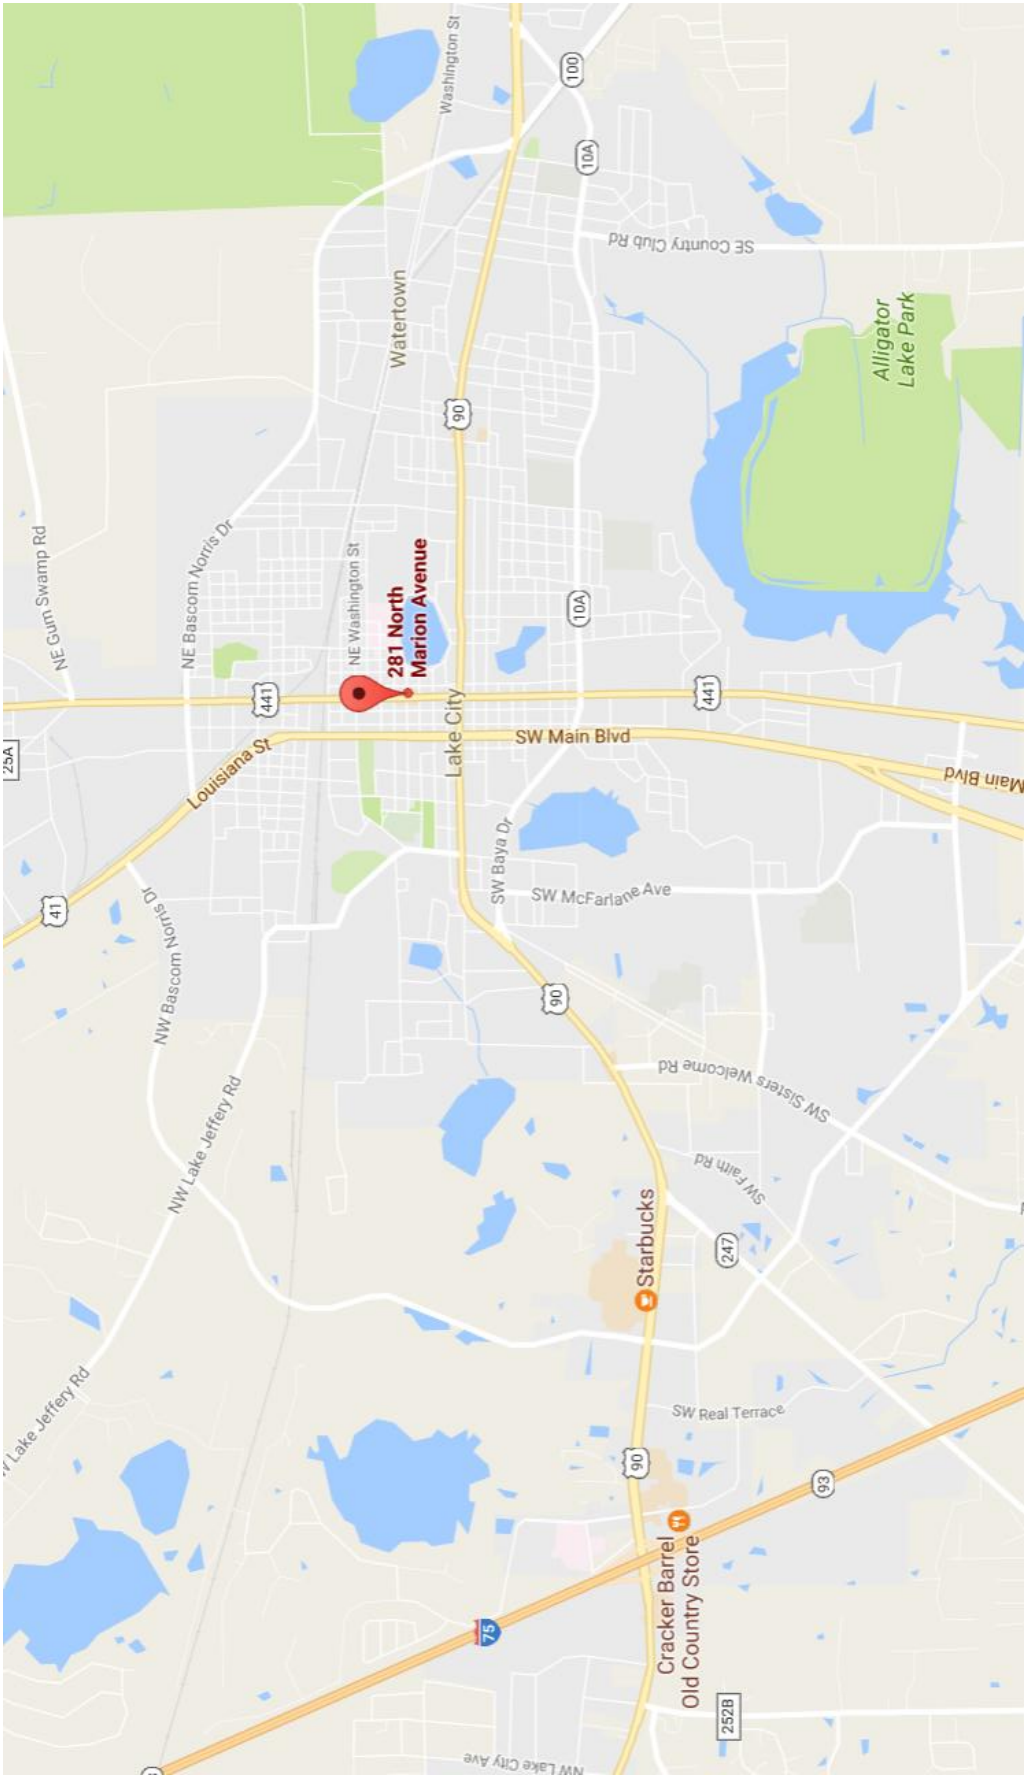 Washington St
100
10A
SE Country Club Rd
Watertown
Alligator
Lake Park
90
NE Gum Swamp Rd
NE Bascom Norris Dr
NE Washington St
281 North
Marion Avenue
10A
441
441
25A
Louisiana St
Lake City
SW Main Blvd
Main Blvd
41
NW Bascom Norris Dr
SW Baya Dr
SW McFarlane Ave
90
NW Lake Jeffery Rd
SW Sisters Welcome Rd
SW Faith Rd
Starbucks
247
W Lake Jeffery Rd
SW Real Terrace
90
93
Cracker Barrel
Old Country Store
75
252B
NW Lake City Ave